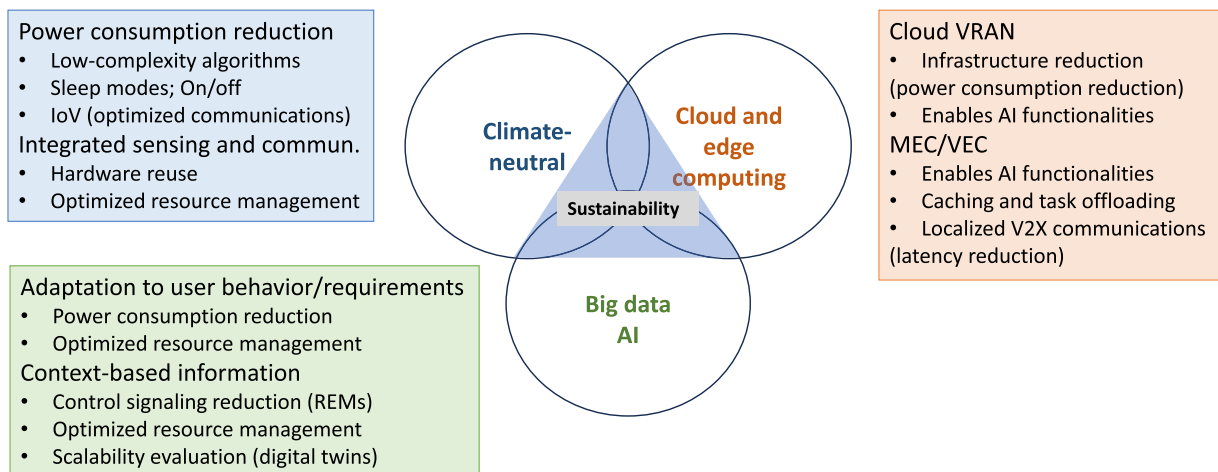 Power consumption reduction
• Low-complexity algorithms
• Sleep modes; On/off
• IoV (optimized communications)
Integrated sensing and commun.
• Hardware reuse
• Optimized resource management
Adaptation to user behavior/requirements
• Power consumption reduction
• Optimized resource management
Context-based information
• Control signaling reduction (REMs)
• Optimized resource management
• Scalability evaluation (digital twins)
Climate-
neutral
Cloud and
edge
computing
Sustainability
Big data
AI
Cloud VRAN
• Infrastructure reduction
(power consumption reduction)
• Enables AI functionalities
MEC/VEC
• Enables AI functionalities
• Caching and task offloading
• Localized V2X communications
(latency reduction)